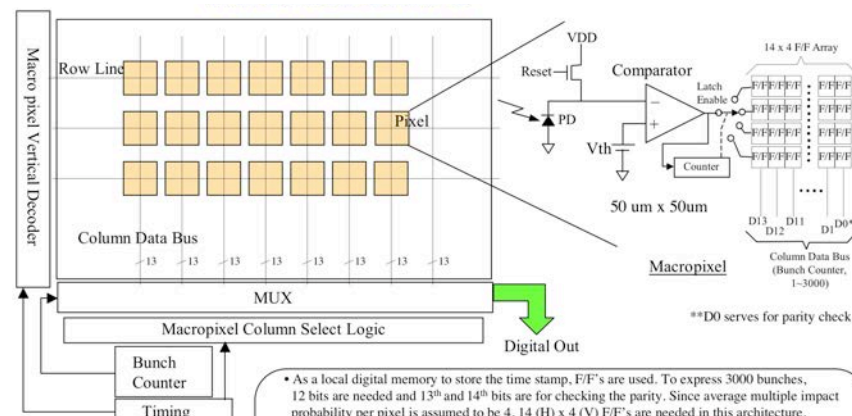 Macro pixel Vertical Decoder
Row Line
Pixel
Column Data Bus
13 13 13 13 13 13 13 13
MUX
Macropixel Column Select Logic
Bunch
Counter
Timing
Digital Out
VDD
Reset
Comparator
PD
Vth
Counter
Latch
Enable
14 x 4 F/F Array
F/F F/F F/F F/F F/F
F/F F/F F/F F/F F/F
F/F F/F F/F F/F F/F
F/F F/F F/F F/F F/F
50 um x 50um
D13
D12
D11
D1
D0*
Macropixel
Column Data Bus
(Bunch Counter,
1~3000)
**D0 serves for parity check
• As a local digital memory to store the time stamp, F/F's are used. To express 3000 bunches,
12 bits are needed and 13th and 14th bits are for checking the parity. Since average multiple impact
probability per pixel is assumed to be 4, 14 (H) x 4 (V) F/F's are needed in this architecture.